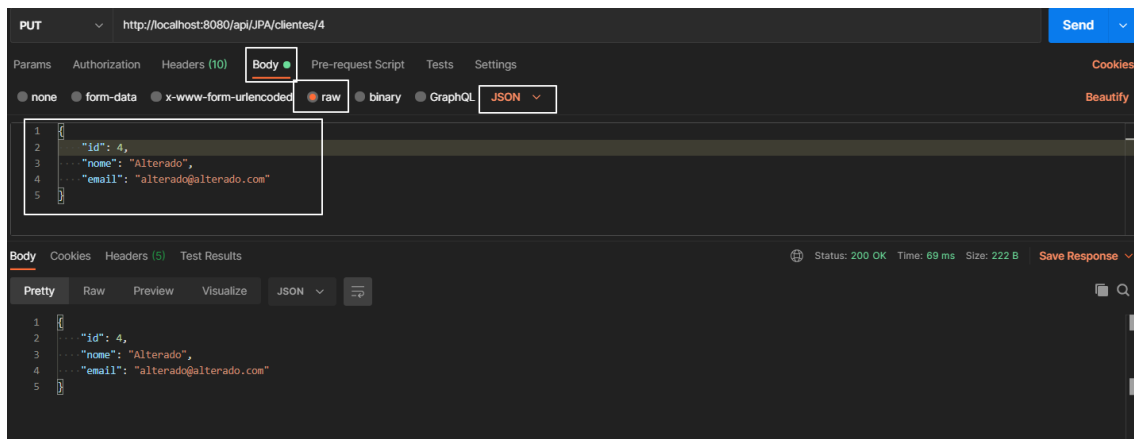 PUT http://localhost:8080/api/JPA/clientes/4 Send
Params Authorization Headers (10) Body Pre-request Script Tests Settings Cookies
none form-data x-www-form-urlencoded raw binary GraphQL JSON Beautify
1 {
2 ····"id": 4,
3 ····"nome": "Alterado",
4 ····"email": "alterado@alterado.com"
5 }
Body Cookies Headers (5) Test Results Status: 200 OK Time: 69 ms Size: 222 B Save Response
Pretty Raw Preview Visualize JSON
1 {
2 ····"id": 4,
3 ····"nome": "Alterado",
4 ····"email": "alterado@alterado.com"
5 }